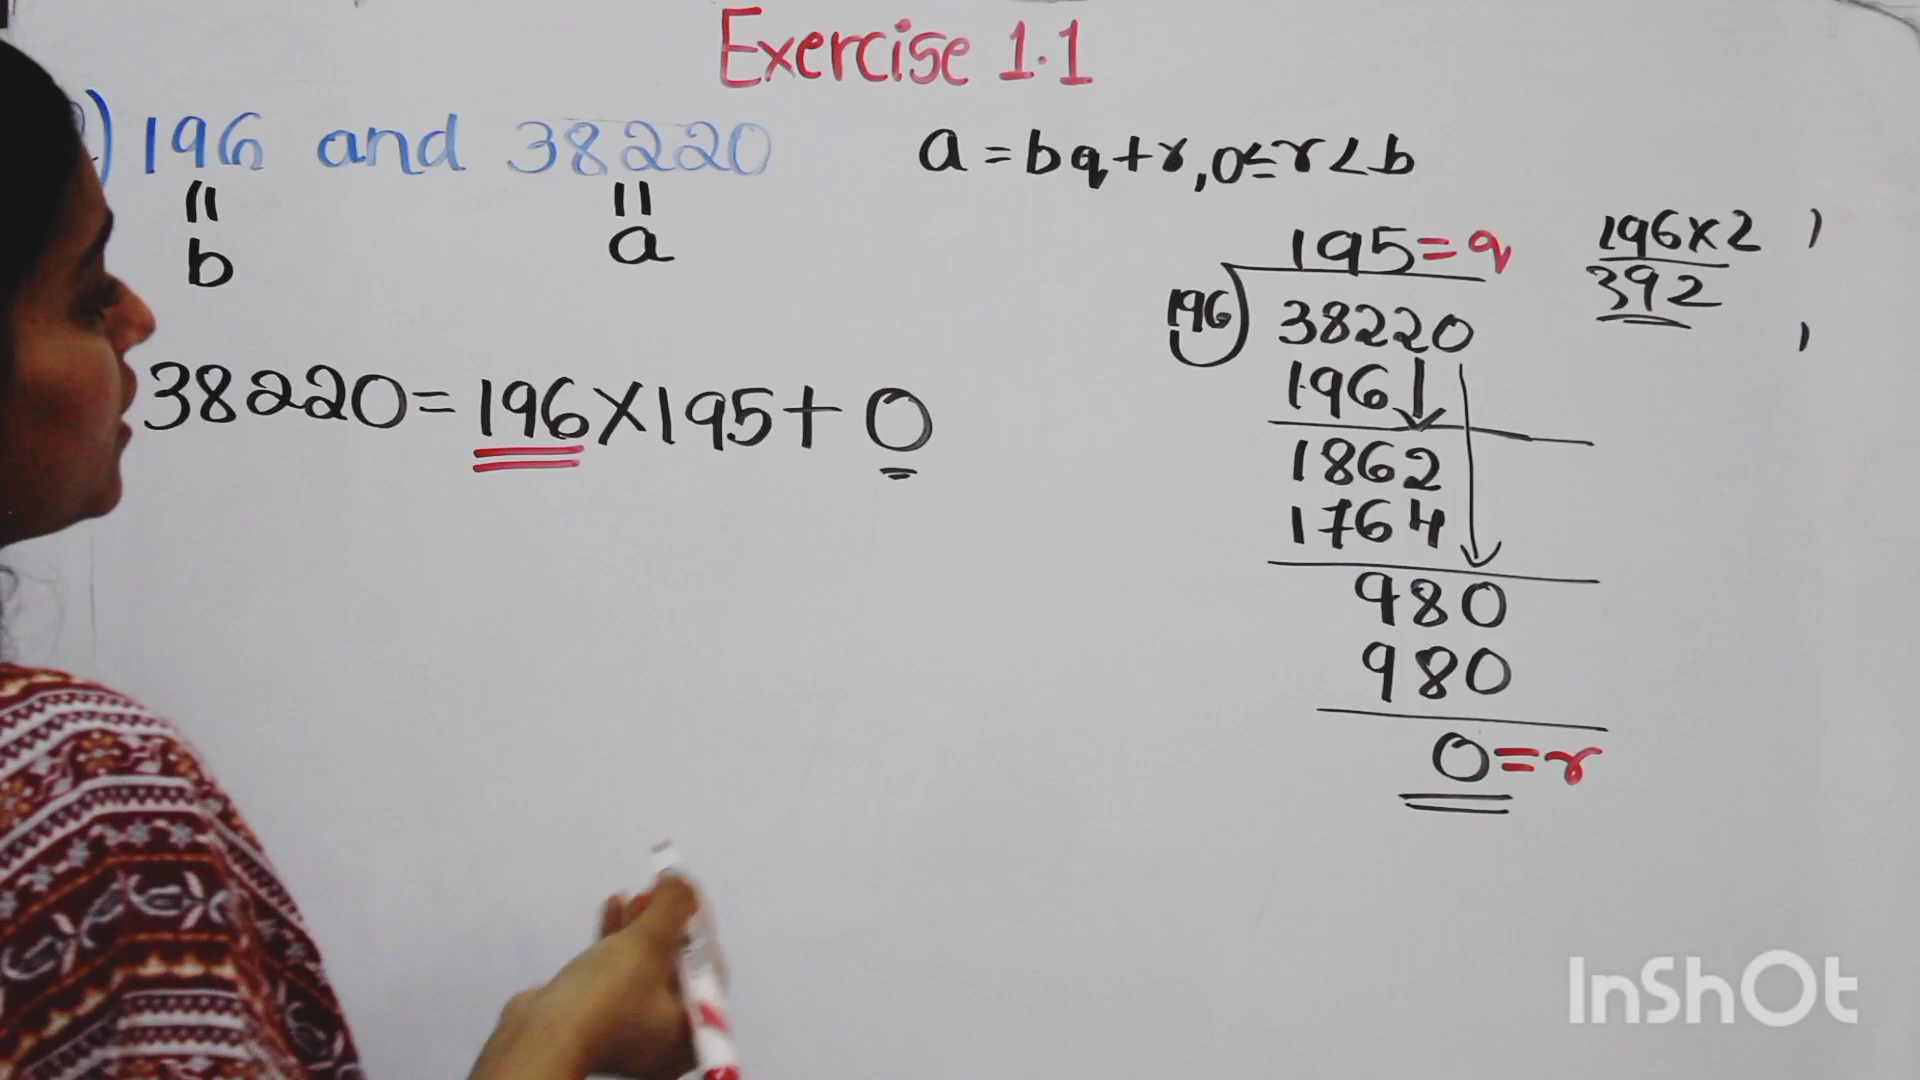 Exercise 1.1
) 196 and 38220
a = bq + r, 0 ≤ r < b
b
a
38220 = 196 × 195 + 0
195 = q
196 ) 38220
196
1862
1764
980
980
0 = r
196 × 2
392
InShOt